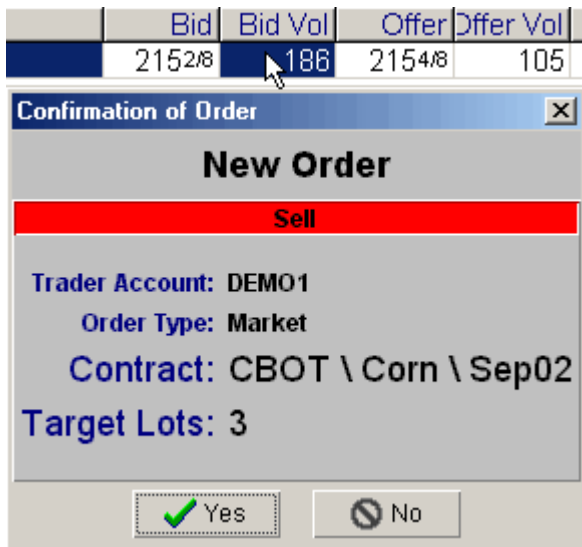 Bid Bid Vol Offer Offer Vol
2152/8 186 2154/8 105
Confirmation of Order
New Order
Sell
Trader Account: DEMO1
Order Type: Market
Contract: CBOT \ Corn \ Sep02
Target Lots: 3
Yes No